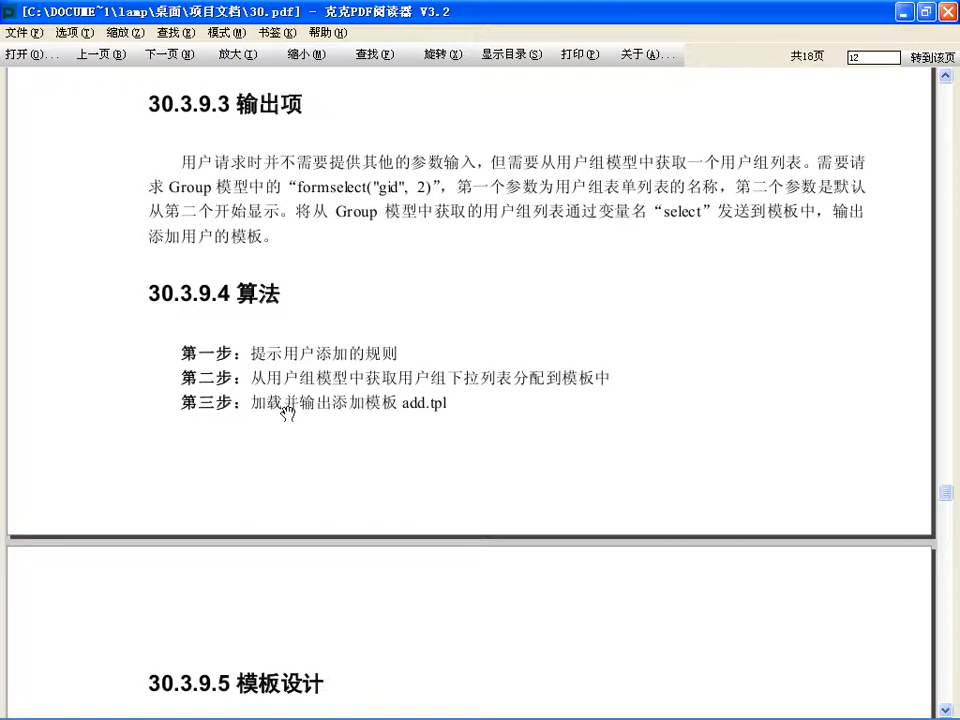 [C:\DOCUME~1\lamp\桌面\项目文档\30.pdf] - 克克PDF阅读器 V3.2
文件(F) 选项(T) 缩放(Z) 查找(K) 模式(M) 书签(K) 帮助(H)
打开(O)... 上一页(B) 下一页(N) 放大(I) 缩小(M) 查找(F) 旋转(X) 显示目录(S) 打印(P) 关于(A)... 共18页 12 转到该页
30.3.9.3 输出项
用户请求时并不需要提供其他的参数输入，但需要从用户组模型中获取一个用户组列表。需要请
求 Group 模型中的“formselect("gid", 2)”，第一个参数为用户组表单列表的名称，第二个参数是默认
从第二个开始显示。将从 Group 模型中获取的用户组列表通过变量名“select”发送到模板中，输出
添加用户的模板。
30.3.9.4 算法
第一步：提示用户添加的规则
第二步：从用户组模型中获取用户组下拉列表分配到模板中
第三步：加载并输出添加模板 add.tpl
30.3.9.5 模板设计